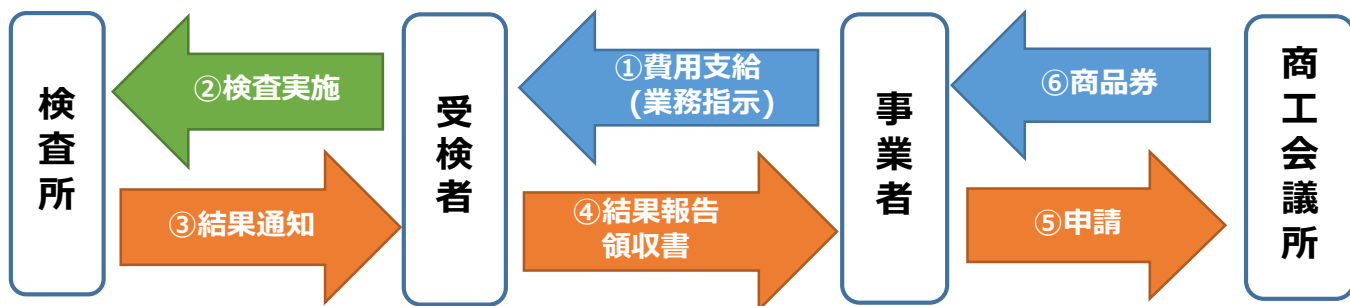 検査所
②検査実施
③結果通知
受検者
①費用支給
(業務指示)
④結果報告
領収書
事業者
⑥商品券
⑤申請
商工会議所